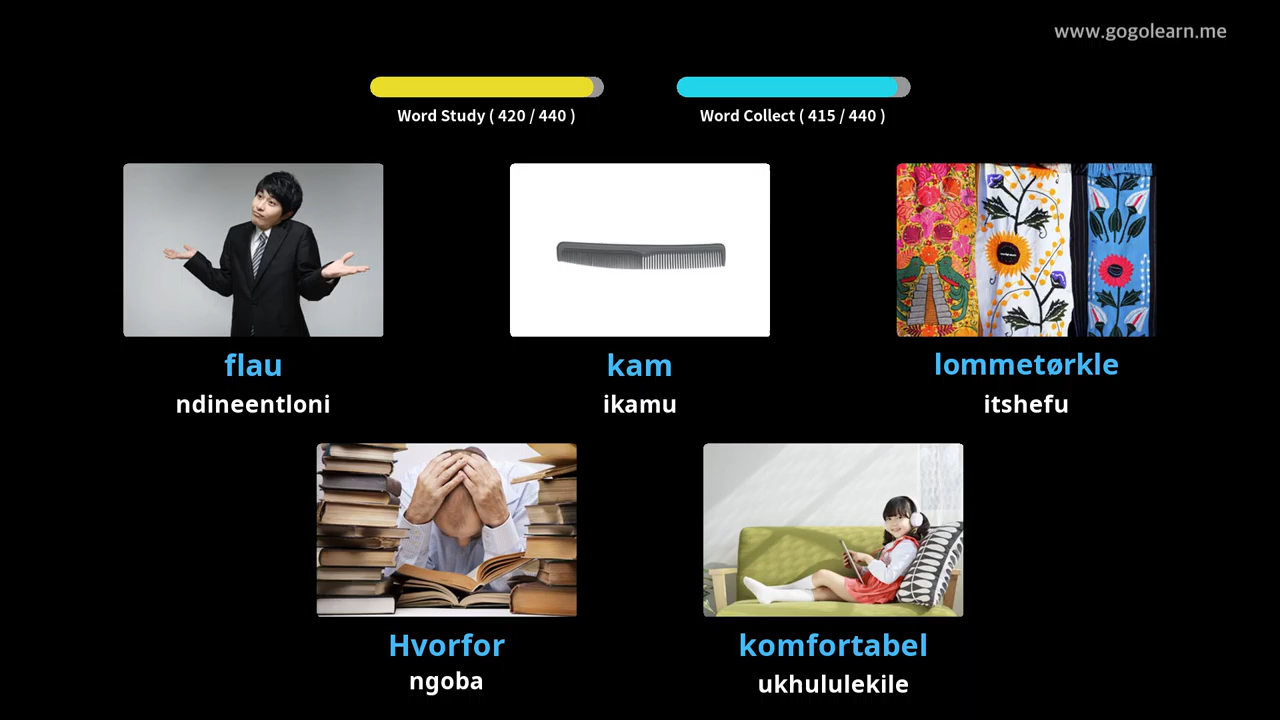 www.gogolearn.me
Word Study ( 420 / 440 )
Word Collect ( 415 / 440 )
flau
ndineentloni
kam
ikamu
lommetørkle
itshefu
Hvorfor
ngoba
komfortabel
ukhululekile